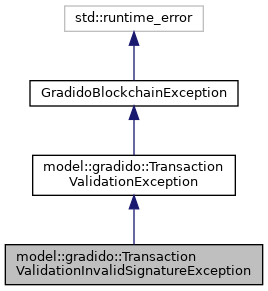 std::runtime_error
GradidoBlockchainException
model::gradido::Transaction
ValidationException
model::gradido::Transaction
ValidationInvalidSignatureException